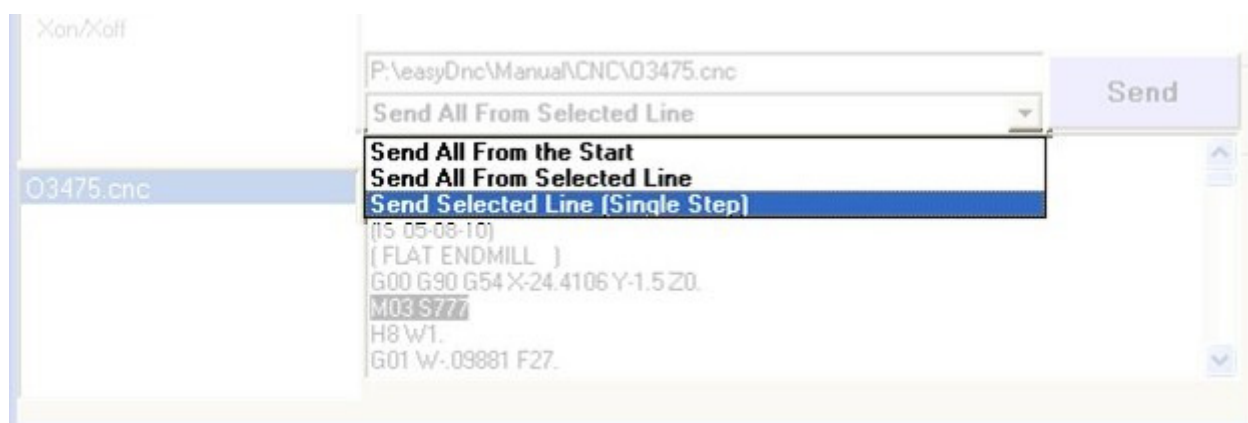 Xon/Xoff
P:\easyDnc\Manual\CNC\O3475.cnc
Send
Send All From Selected Line
Send All From the Start
Send All From Selected Line
Send Selected Line (Single Step)
O3475.cnc
(IS 05-08-10)
( FLAT ENDMILL   )
G00 G90 G54 X-24.4106 Y-1.5 Z0.
M03 S777
H8 W1.
G01 W-.09881 F27.